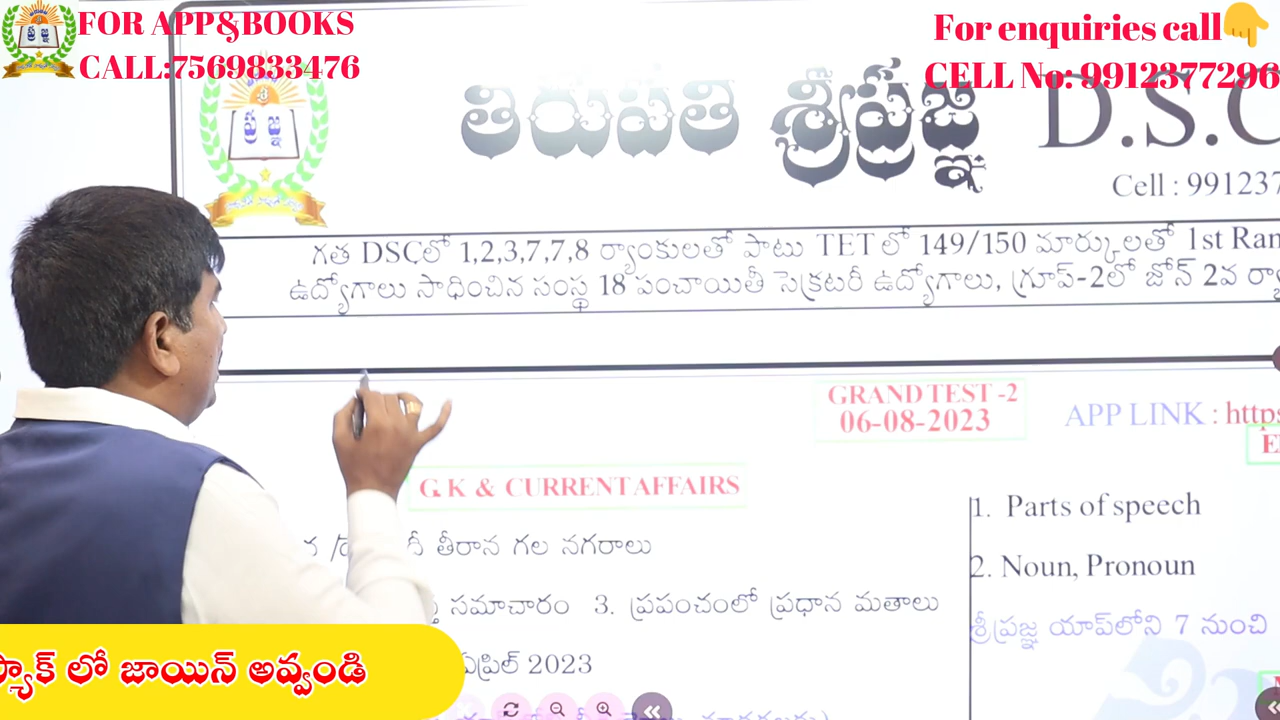 FOR APP&BOOKS
CALL:7569833476
For enquiries call
CELL No: 9912377296
తిరుపతి శ్రీప్రజ్ఞ D.S.C
Cell : 991237
గత DSCలో 1,2,3,7,7,8 ర్యాంకులతో పాటు TET లో 149/150 మార్కులతో 1st Ran
ఉద్యోగాలు సాధించిన సంస్థ 18 పంచాయితీ సెక్రటరీ ఉద్యోగాలు, గ్రూప్-2లో జోన్ 2వ ర్యా
GRAND TEST -2
06-08-2023
APP LINK : https
G.K & CURRENT AFFAIRS
తీరాన గల నగరాలు
సమాచారం 3. ప్రపంచంలో ప్రధాన మతాలు
ఏప్రిల్ 2023
1. Parts of speech
2. Noun, Pronoun
శ్రీప్రజ్ఞ యాప్‌లోని 7 నుంచి
ప్యాక్ లో జాయిన్ అవ్వండి